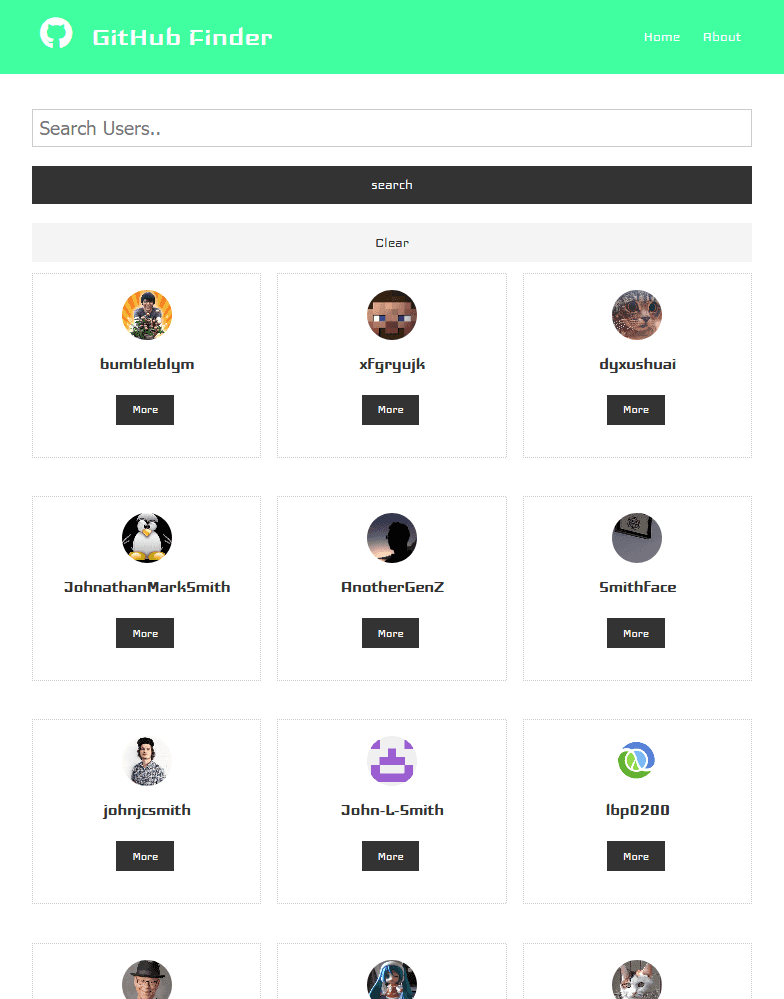 GitHub Finder
Home About
Search Users..
search
Clear
bumbleblym
xfgryujk
dyxushuai
More
More
More
JohnathanMarkSmith
AnotherGenZ
SmithFace
More
More
More
johnjcsmith
John-L-Smith
lbp0200
More
More
More